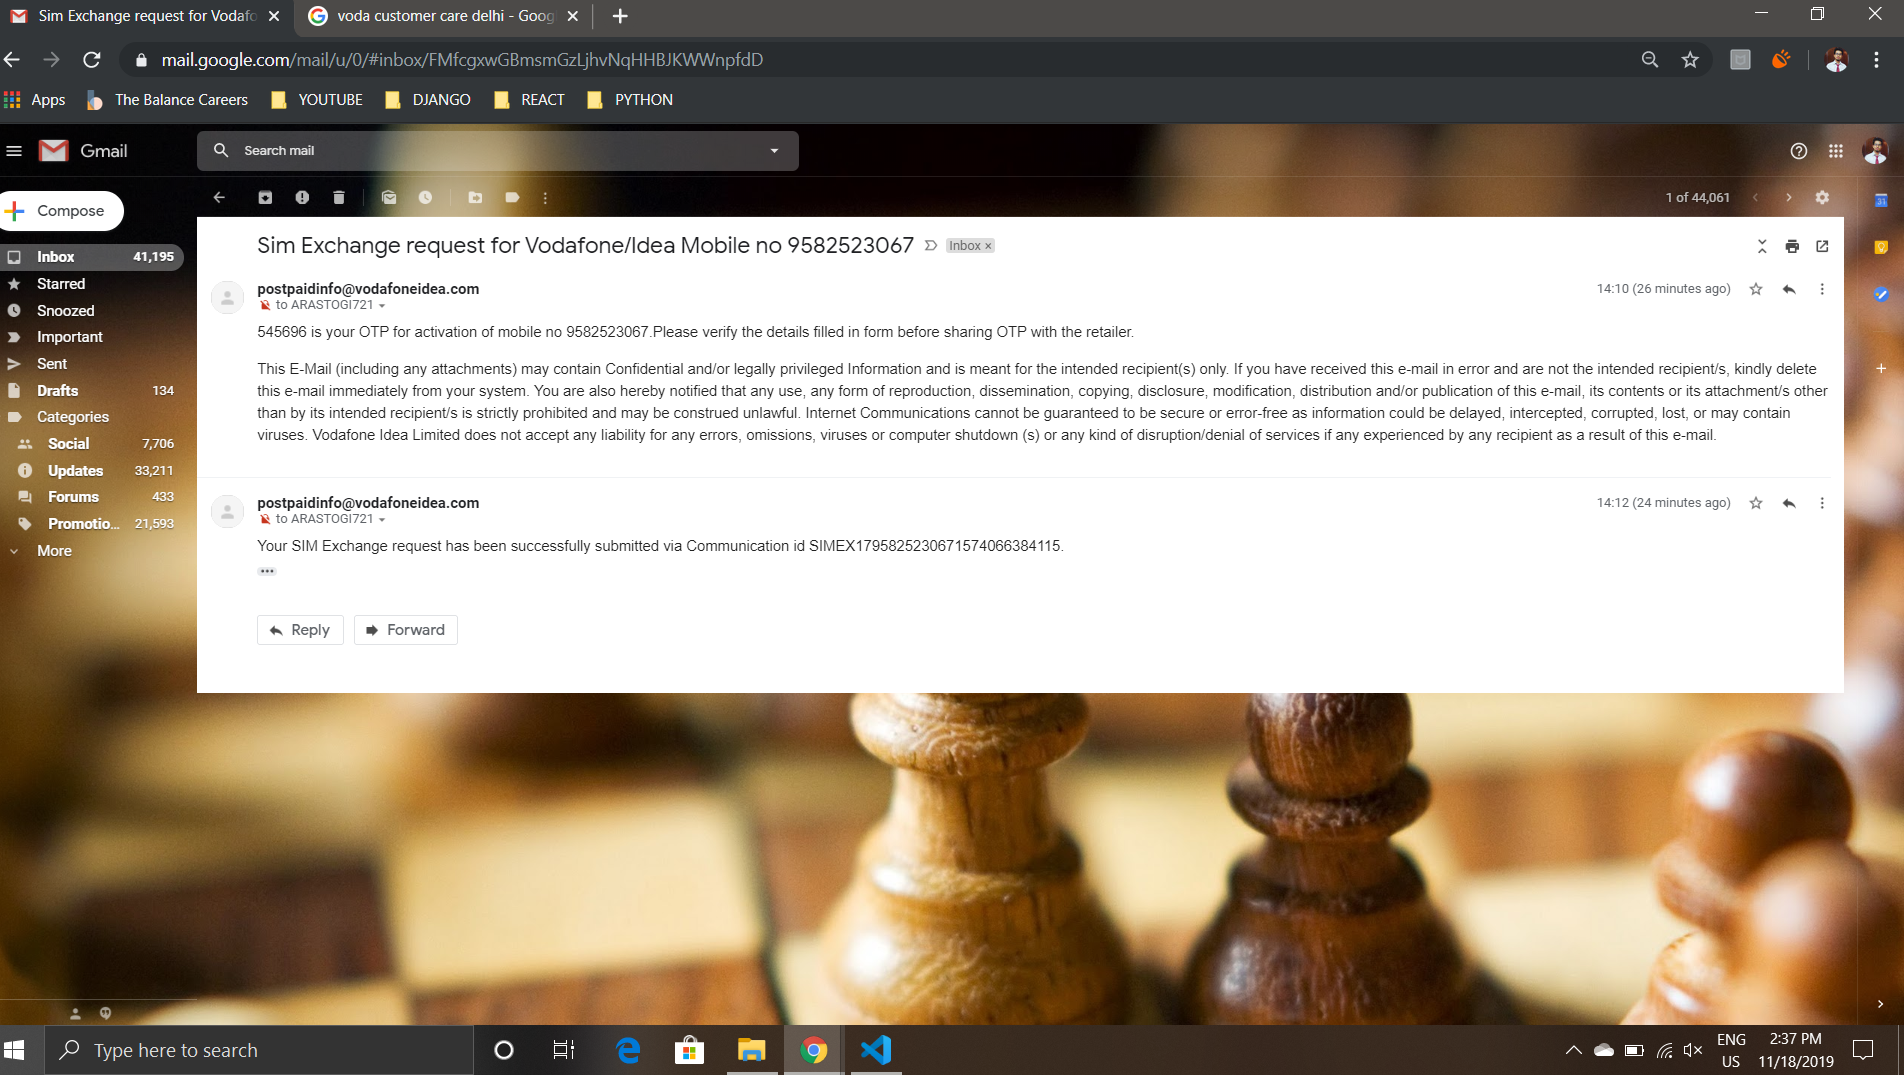 Sim Exchange request for Vodafo
voda customer care delhi - Goog
mail.google.com/mail/u/0/#inbox/FMfcgxwGBmsmGzLjhvNqHHBJKWWnpfdD
Apps
The Balance Careers
YOUTUBE
DJANGO
REACT
PYTHON
Gmail
Search mail
Compose
1 of 44,061
31
Inbox 41,195
Starred
Snoozed
Important
Sent
Drafts 134
Categories
Social 7,706
Updates 33,211
Forums 433
Promotio... 21,593
More
Sim Exchange request for Vodafone/Idea Mobile no 9582523067 Inbox ×
postpaidinfo@vodafoneidea.com 14:10 (26 minutes ago)
to ARASTOGI721
545696 is your OTP for activation of mobile no 9582523067.Please verify the details filled in form before sharing OTP with the retailer.
This E-Mail (including any attachments) may contain Confidential and/or legally privileged Information and is meant for the intended recipient(s) only. If you have received this e-mail in error and are not the intended recipient/s, kindly delete
this e-mail immediately from your system. You are also hereby notified that any use, any form of reproduction, dissemination, copying, disclosure, modification, distribution and/or publication of this e-mail, its contents or its attachment/s other
than by its intended recipient/s is strictly prohibited and may be construed unlawful. Internet Communications cannot be guaranteed to be secure or error-free as information could be delayed, intercepted, corrupted, lost, or may contain
viruses. Vodafone Idea Limited does not accept any liability for any errors, omissions, viruses or computer shutdown (s) or any kind of disruption/denial of services if any experienced by any recipient as a result of this e-mail.
postpaidinfo@vodafoneidea.com 14:12 (24 minutes ago)
to ARASTOGI721
Your SIM Exchange request has been successfully submitted via Communication id SIMEX1795825230671574066384115.
Reply
Forward
Type here to search
ENG
US
2:37 PM
11/18/2019